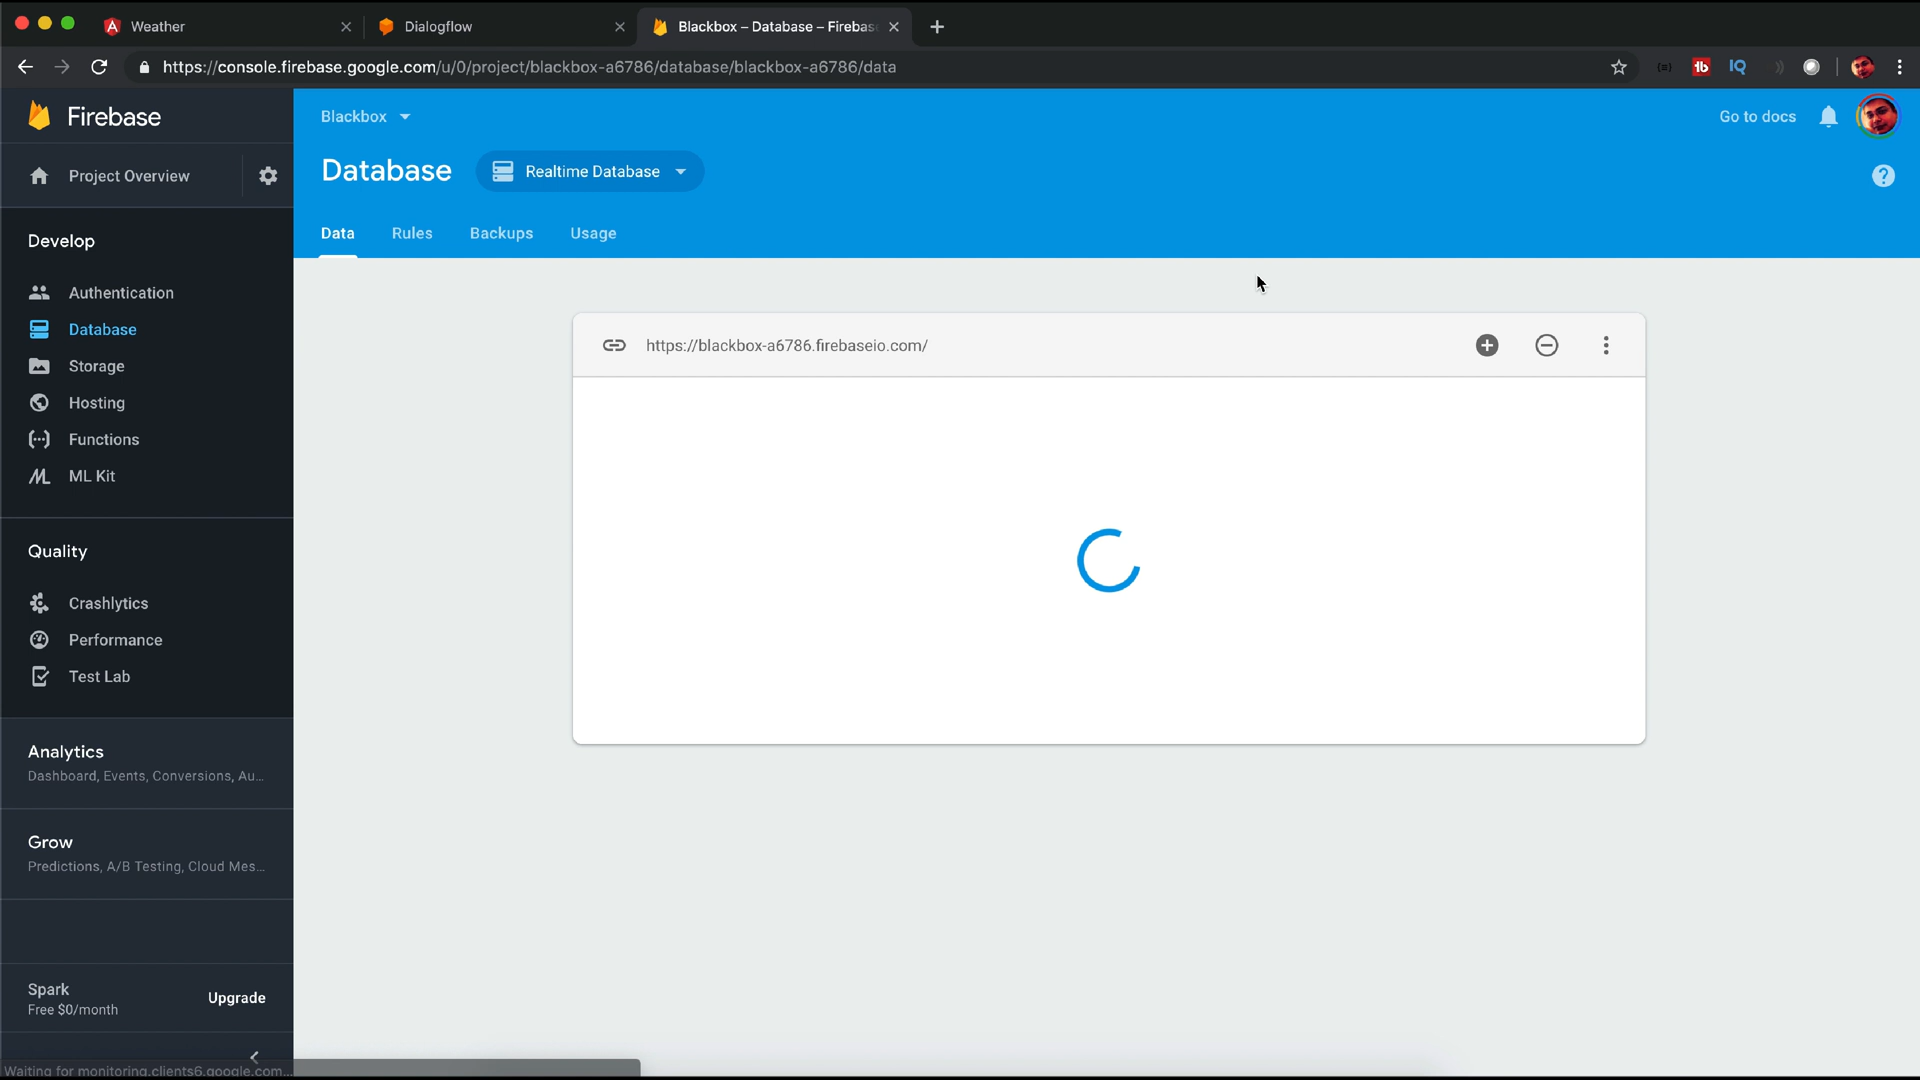 Weather
Dialogflow
Blackbox – Database – Firebas
https://console.firebase.google.com/u/0/project/blackbox-a6786/database/blackbox-a6786/data
Firebase
Blackbox
Go to docs
Project Overview
Database
Realtime Database
Data
Rules
Backups
Usage
Develop
Authentication
Database
Storage
Hosting
Functions
ML Kit
https://blackbox-a6786.firebaseio.com/
Quality
Crashlytics
Performance
Test Lab
Analytics
Dashboard, Events, Conversions, Au...
Grow
Predictions, A/B Testing, Cloud Mes...
Spark
Free $0/month
Upgrade
Waiting for monitoring.clients6.google.com...